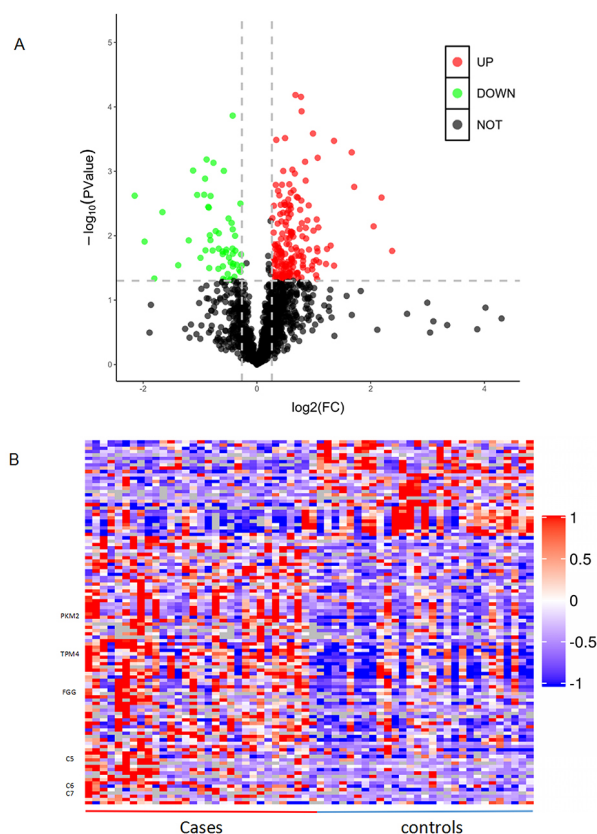 A
5
4
3
2
1
0
−log10(PValue)
-2
0
2
4
log2(FC)
UP
DOWN
NOT
B
PKM2
TPM4
FGG
C5
C6
C7
1
0.5
0
-0.5
-1
Cases
controls